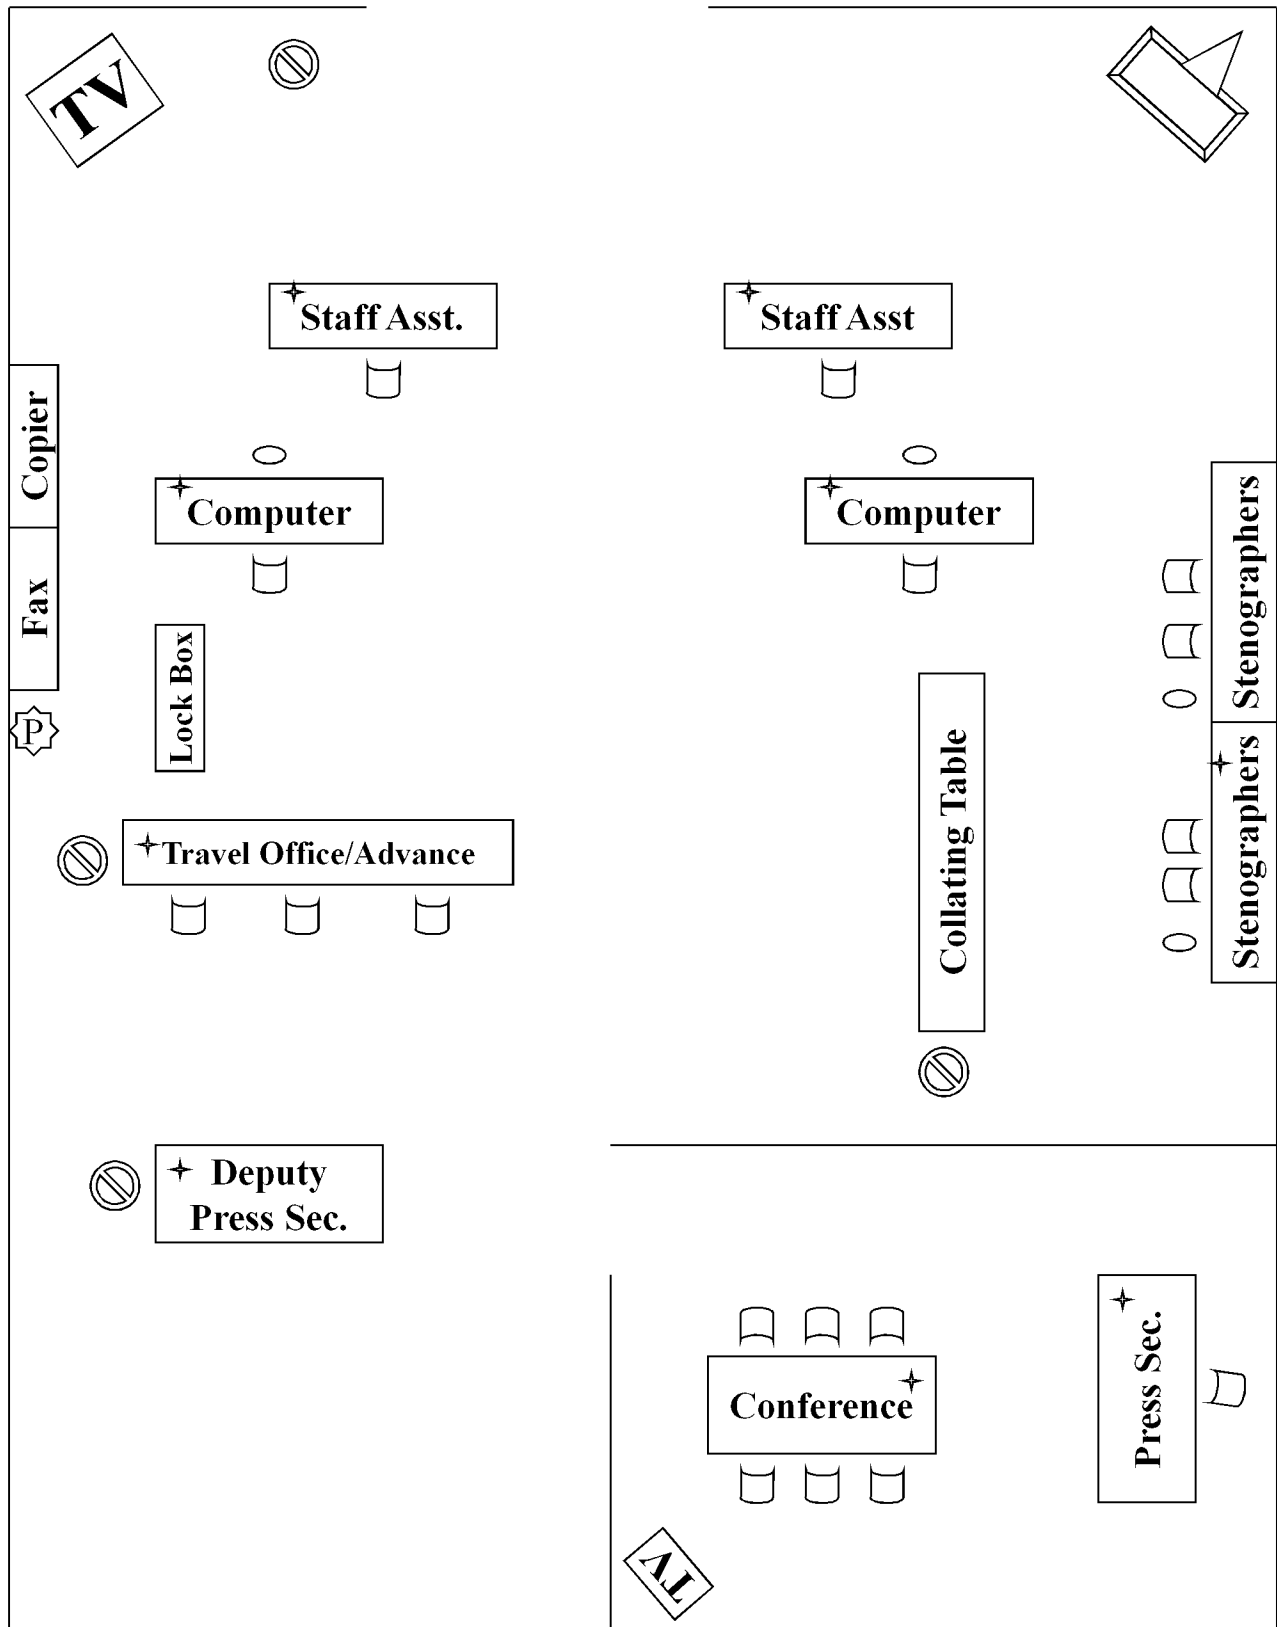 TV
Staff Asst.
Staff Asst
Copier
Computer
Computer
Stenographers
Fax
Lock Box
P
Stenographers
Collating Table
Travel Office/Advance
Deputy
Press Sec.
Press Sec.
Conference
TV